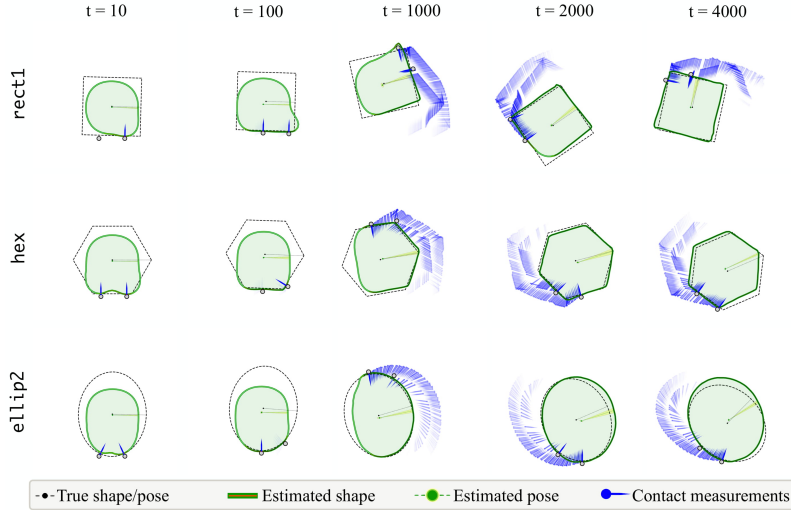 t = 10 t = 100 t = 1000 t = 2000 t = 4000
rect1
hex
ellip2
True shape/pose Estimated shape Estimated pose Contact measurements